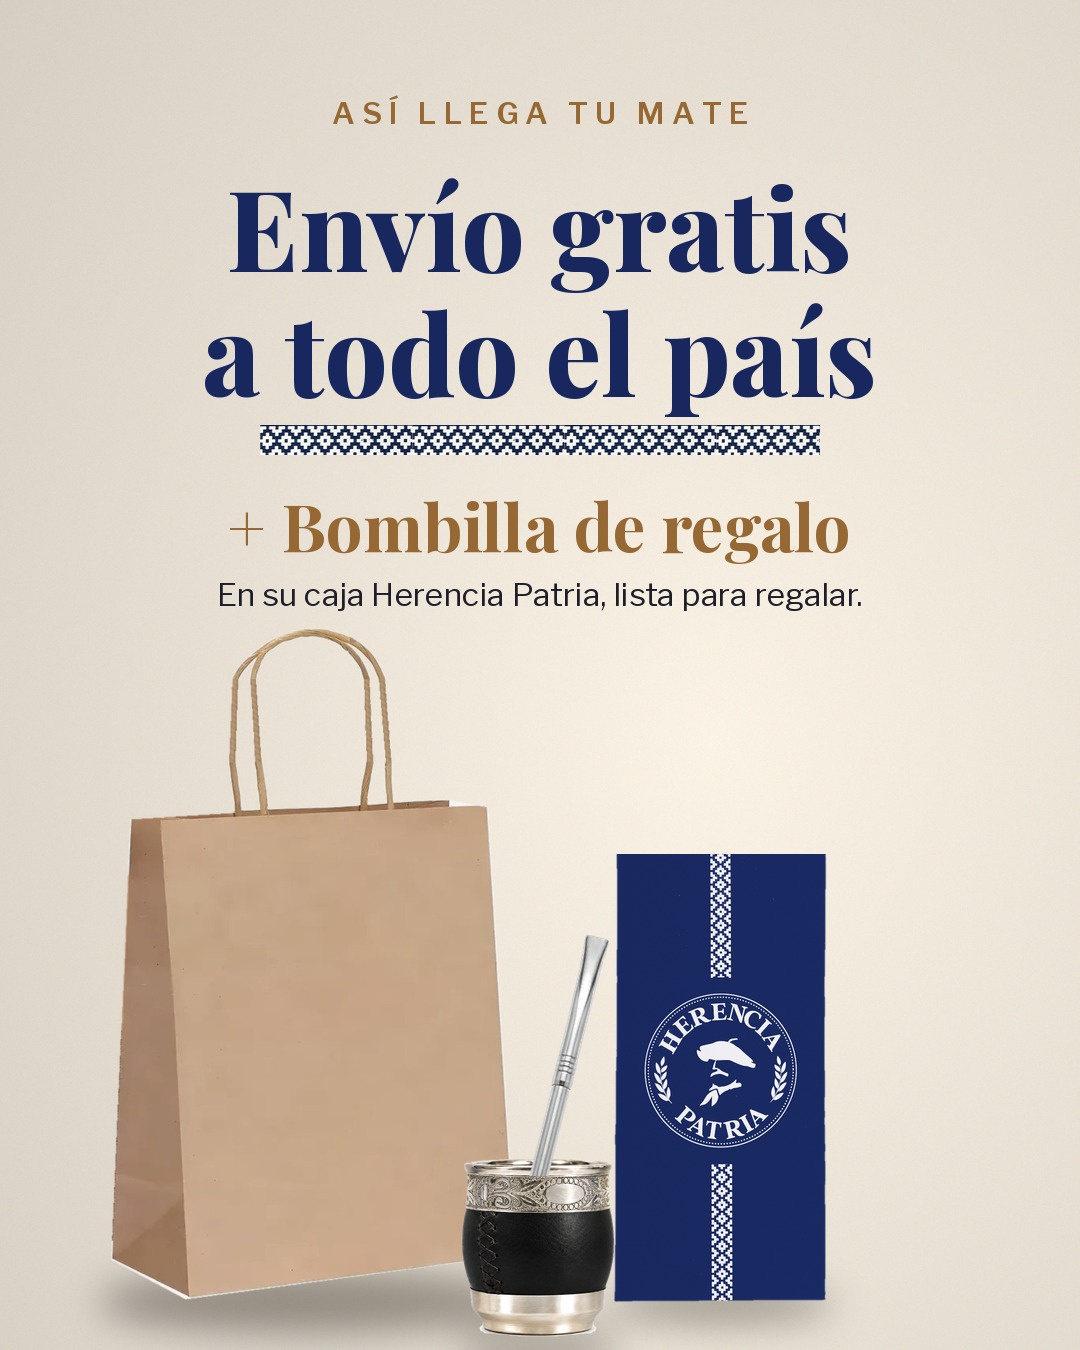 ASÍ LLEGA TU MATE
Envío gratis
a todo el país
+ Bombilla de regalo
En su caja Herencia Patria, lista para regalar.
HERENCIA
PATRIA